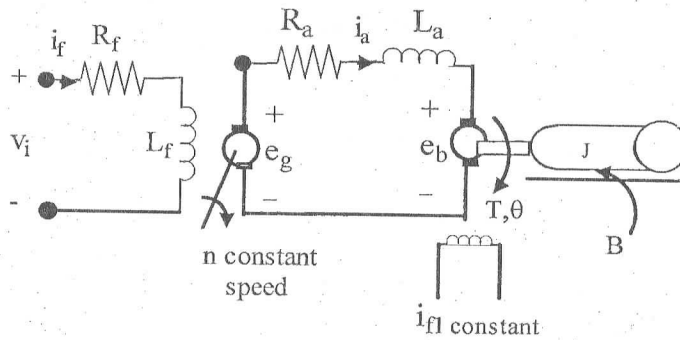 i_f R_f
+
V_i
-
L_f
R_a i_a L_a
+
e_g
–
n constant
speed
+
e_b
–
T,θ
J
B
i_f1 constant